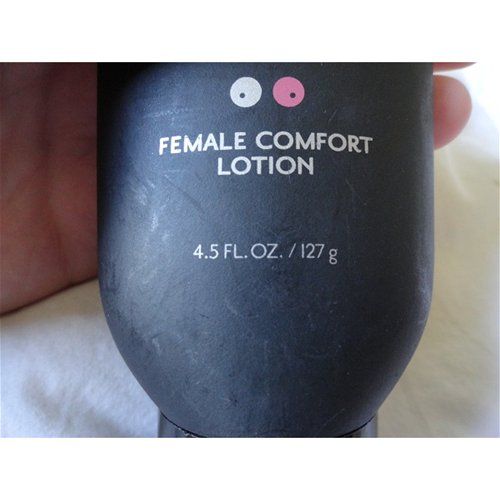 FEMALE COMFORT
LOTION
4.5 FL. OZ. / 127 g